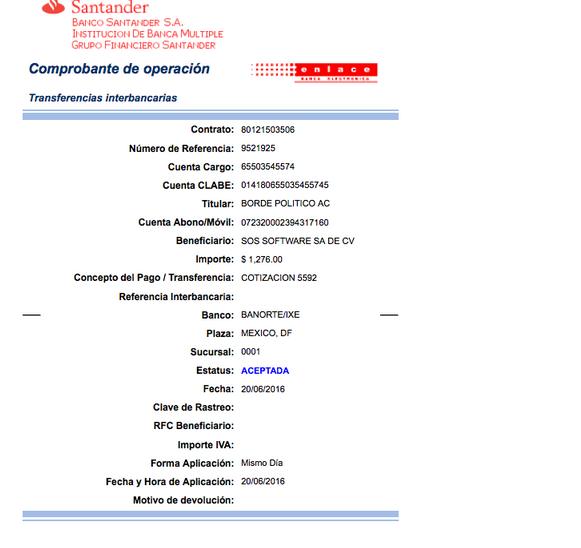 Santander
BANCO SANTANDER S.A.
INSTITUCION DE BANCA MULTIPLE
GRUPO FINANCIERO SANTANDER
Comprobante de operación
enlace
BANCA ELECTRONICA
Transferencias interbancarias
Contrato: 80121503506
Número de Referencia: 9521925
Cuenta Cargo: 65503545574
Cuenta CLABE: 014180655035455745
Titular: BORDE POLITICO AC
Cuenta Abono/Móvil: 072320002394317160
Beneficiario: SOS SOFTWARE SA DE CV
Importe: $ 1,276.00
Concepto del Pago / Transferencia: COTIZACION 5592
Referencia Interbancaria:
Banco: BANORTE/IXE
Plaza: MEXICO, DF
Sucursal: 0001
Estatus: ACEPTADA
Fecha: 20/06/2016
Clave de Rastreo:
RFC Beneficiario:
Importe IVA:
Forma Aplicación: Mismo Día
Fecha y Hora de Aplicación: 20/06/2016
Motivo de devolución: